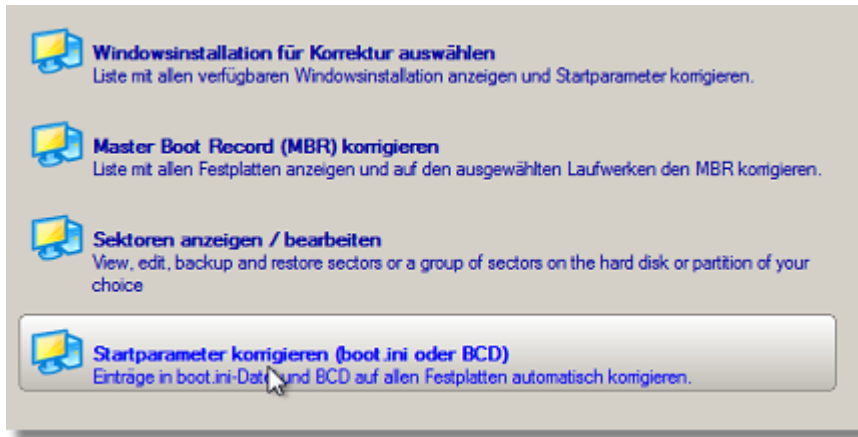 Windowsinstallation für Korrektur auswählen
Liste mit allen verfügbaren Windowsinstallation anzeigen und Startparameter korrigieren.
Master Boot Record (MBR) korrigieren
Liste mit allen Festplatten anzeigen und auf den ausgewählten Laufwerken den MBR korrigieren.
Sektoren anzeigen / bearbeiten
View, edit, backup and restore sectors or a group of sectors on the hard disk or partition of your
choice
Startparameter korrigieren (boot.ini oder BCD)
Einträge in boot.ini-Datei und BCD auf allen Festplatten automatisch korrigieren.